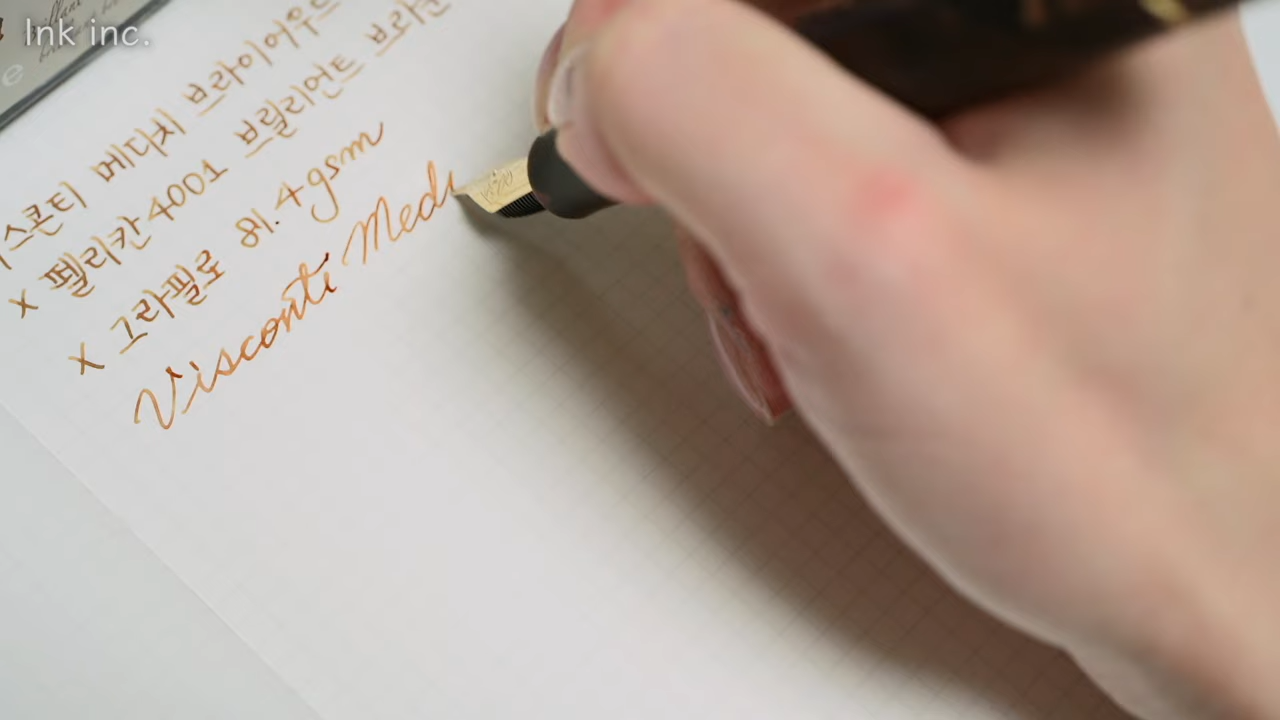 Ink inc.
스콘티 메디치 브라이어우드
x 펠리칸 4001 브릴리언트 브라운
x 그라필로 81.4gsm
Visconti Med